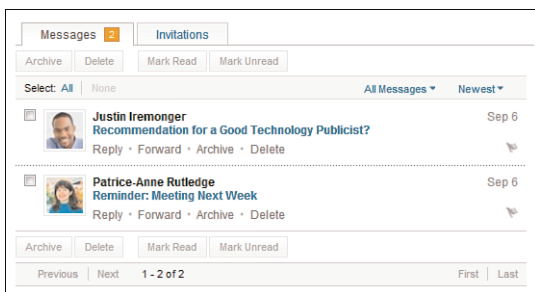 Messages 2 Invitations
Archive Delete Mark Read Mark Unread
Select: All None All Messages Newest
Justin Iremonger Sep 6
Recommendation for a Good Technology Publicist?
Reply • Forward • Archive • Delete
Patrice-Anne Rutledge Sep 6
Reminder: Meeting Next Week
Reply • Forward • Archive • Delete
Archive Delete Mark Read Mark Unread
Previous Next 1 - 2 of 2 First Last